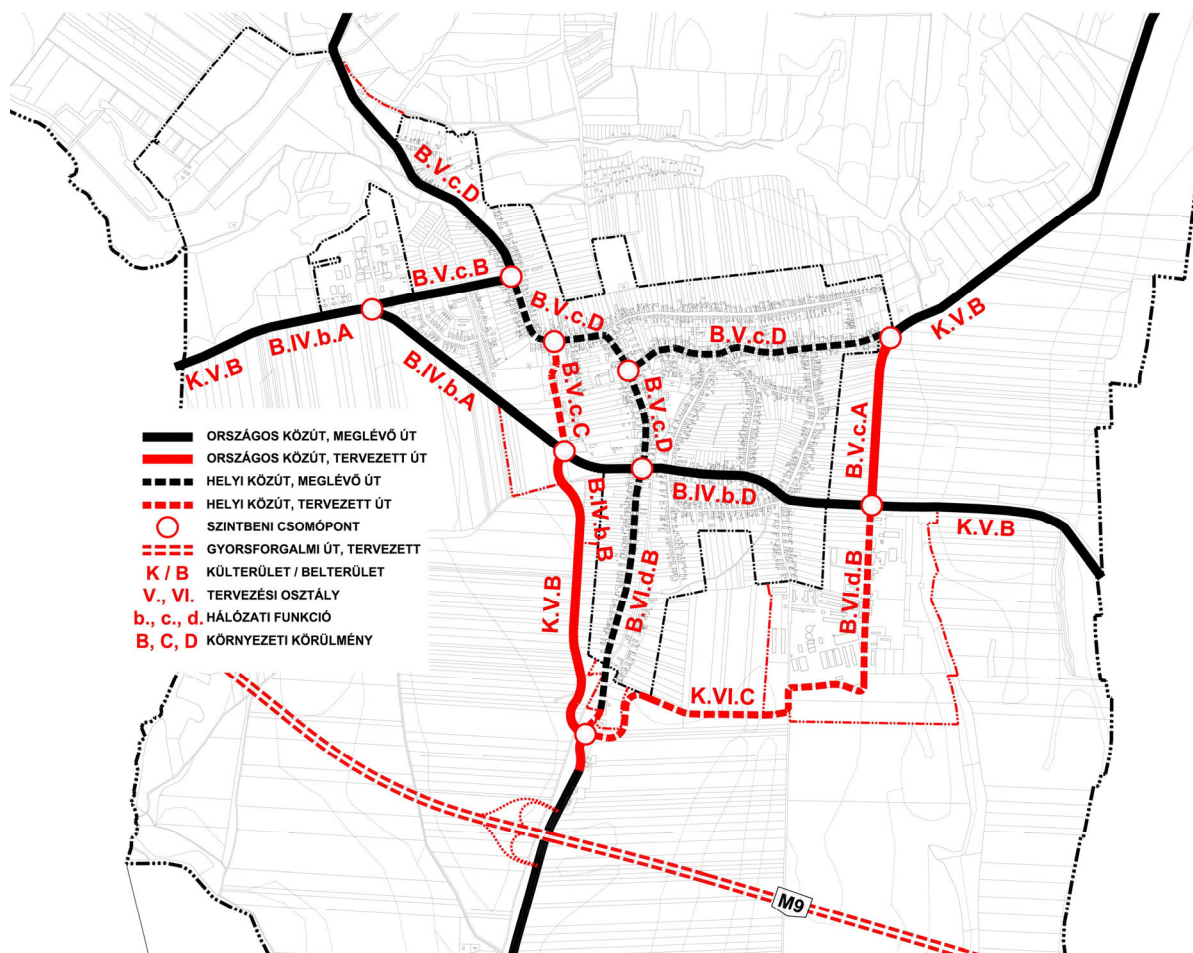 B.V.c.D
B.V.c.B
B.V.c.D
B.V.c.D
K.V.B
B.IV.b.A
K.V.B
B.IV.b.A
B.V.c.C
B.V.c.D
B.V.c.A
ORSZÁGOS KÖZÚT, MEGLÉVŐ ÚT
ORSZÁGOS KÖZÚT, TERVEZETT ÚT
HELYI KÖZÚT, MEGLÉVŐ ÚT
HELYI KÖZÚT, TERVEZETT ÚT
SZINTBENI CSOMÓPONT
GYORSFORGALMI ÚT, TERVEZETT
K / B KÜLTERÜLET / BELTERÜLET
V., VI. TERVEZÉSI OSZTÁLY
b., c., d. HÁLÓZATI FUNKCIÓ
B, C, D KÖRNYEZETI KÖRÜLMÉNY
B.IV.b.B
B.IV.b.D
K.V.B
K.V.B
B.VI.d.B
B.VI.d.B
K.VI.C
M9